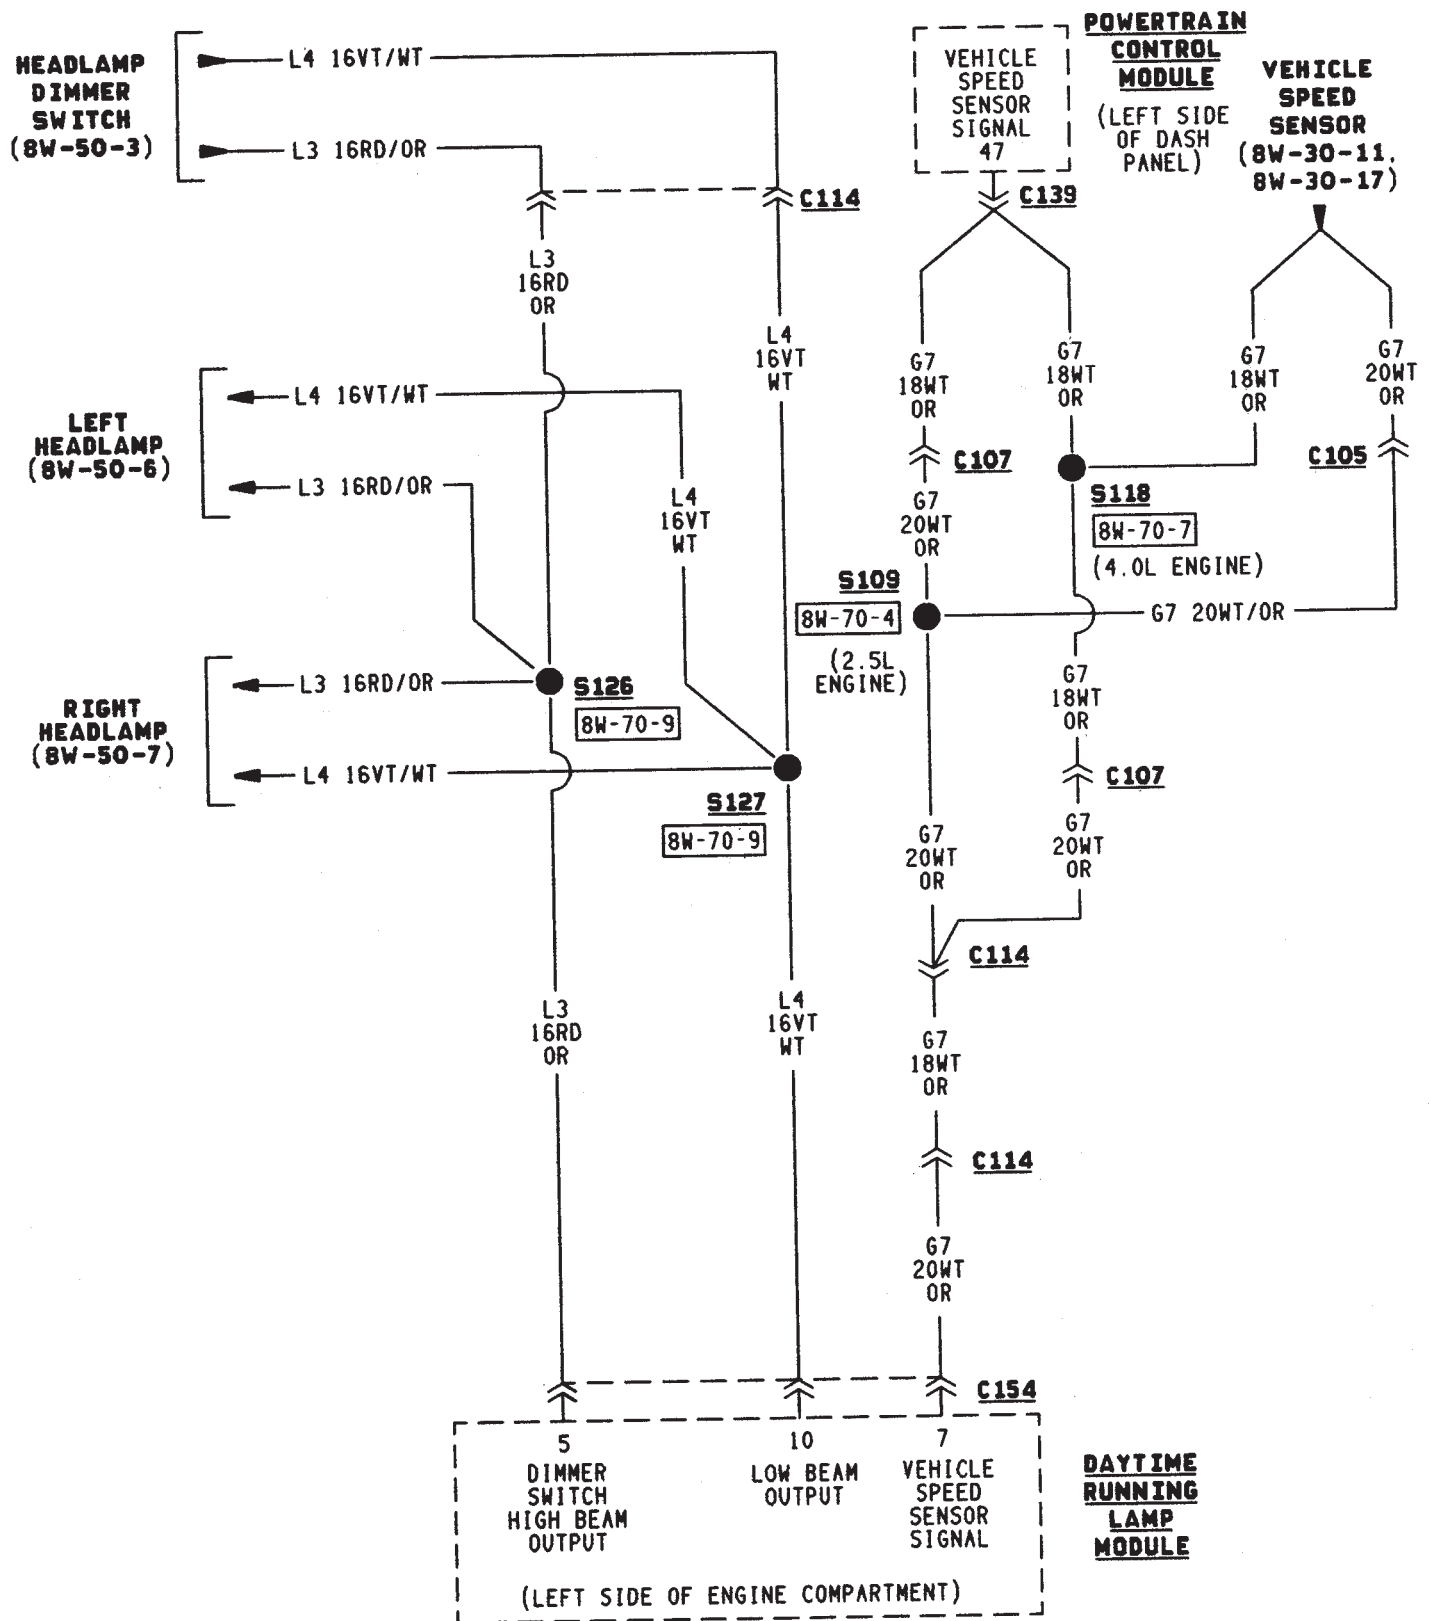 HEADLAMP
DIMMER
SWITCH
(8W-50-3)
L4 16VT/WT
L3 16RD/OR
C114
L3
16RD
OR
L4
16VT
WT
VEHICLE
SPEED
SENSOR
SIGNAL
47
POWERTRAIN
CONTROL
MODULE
(LEFT SIDE
OF DASH
PANEL)
C139
VEHICLE
SPEED
SENSOR
(8W-30-11,
8W-30-17)
G7
18WT
OR
G7
18WT
OR
G7
18WT
OR
G7
20WT
OR
C107
C105
S118
8W-70-7
(4.0L ENGINE)
G7
20WT
OR
S109
8W-70-4
(2.5L
ENGINE)
G7 20WT/OR
LEFT
HEADLAMP
(8W-50-6)
L4 16VT/WT
L3 16RD/OR
L4
16VT
WT
RIGHT
HEADLAMP
(8W-50-7)
L3 16RD/OR
L4 16VT/WT
S126
8W-70-9
S127
8W-70-9
G7
18WT
OR
C107
G7
20WT
OR
G7
20WT
OR
C114
L3
16RD
OR
L4
16VT
WT
G7
18WT
OR
C114
G7
20WT
OR
C154
5
DIMMER
SWITCH
HIGH BEAM
OUTPUT
10
LOW BEAM
OUTPUT
7
VEHICLE
SPEED
SENSOR
SIGNAL
(LEFT SIDE OF ENGINE COMPARTMENT)
DAYTIME
RUNNING
LAMP
MODULE